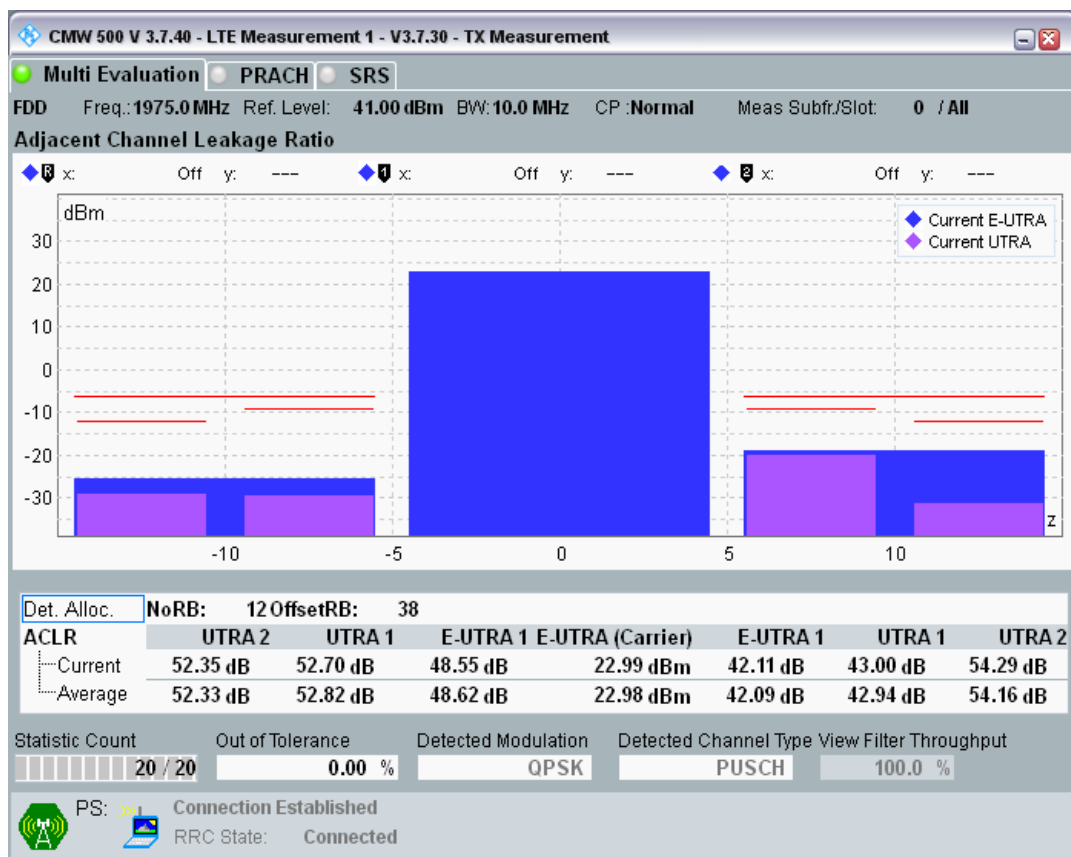 CMW 500 V 3.7.40 - LTE Measurement 1 - V3.7.30 - TX Measurement
Multi Evaluation PRACH SRS
FDD Freq.: 1975.0 MHz Ref. Level: 41.00 dBm BW: 10.0 MHz CP :Normal Meas Subfr./Slot: 0 / All
Adjacent Channel Leakage Ratio
R x: Off y: --- 1 x: Off y: --- 2 x: Off y: ---
dBm
Current E-UTRA
Current UTRA
30
20
10
0
-10
-20
-30
z
-10 -5 0 5 10
Det. Alloc. NoRB: 12 OffsetRB: 38
ACLR UTRA 2 UTRA 1 E-UTRA 1 E-UTRA (Carrier) E-UTRA 1 UTRA 1 UTRA 2
Current 52.35 dB 52.70 dB 48.55 dB 22.99 dBm 42.11 dB 43.00 dB 54.29 dB
Average 52.33 dB 52.82 dB 48.62 dB 22.98 dBm 42.09 dB 42.94 dB 54.16 dB
Statistic Count Out of Tolerance Detected Modulation Detected Channel Type View Filter Throughput
20 / 20 0.00 % QPSK PUSCH 100.0 %
PS: Connection Established
RRC State: Connected